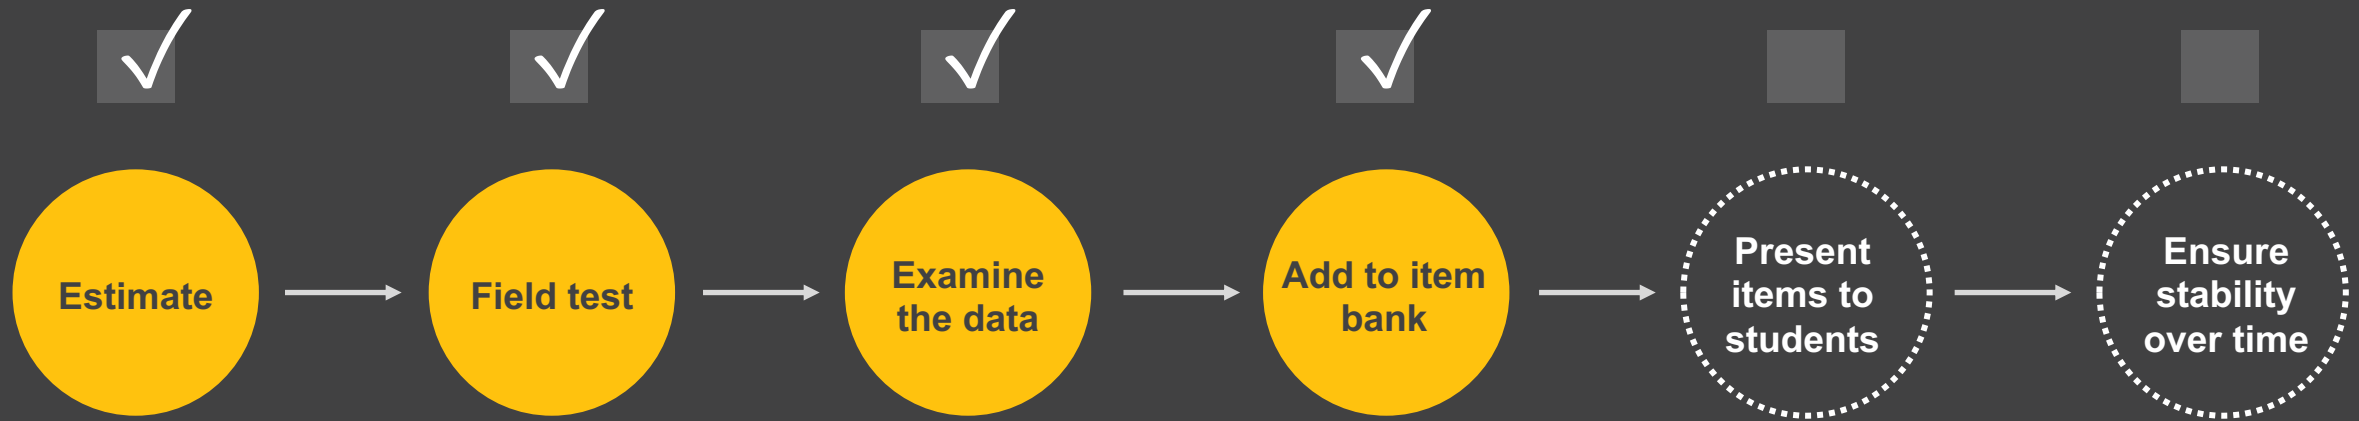 Estimate
Field test
Examine
the data
Add to item
bank
Present
items to
students
Ensure
stability
over time